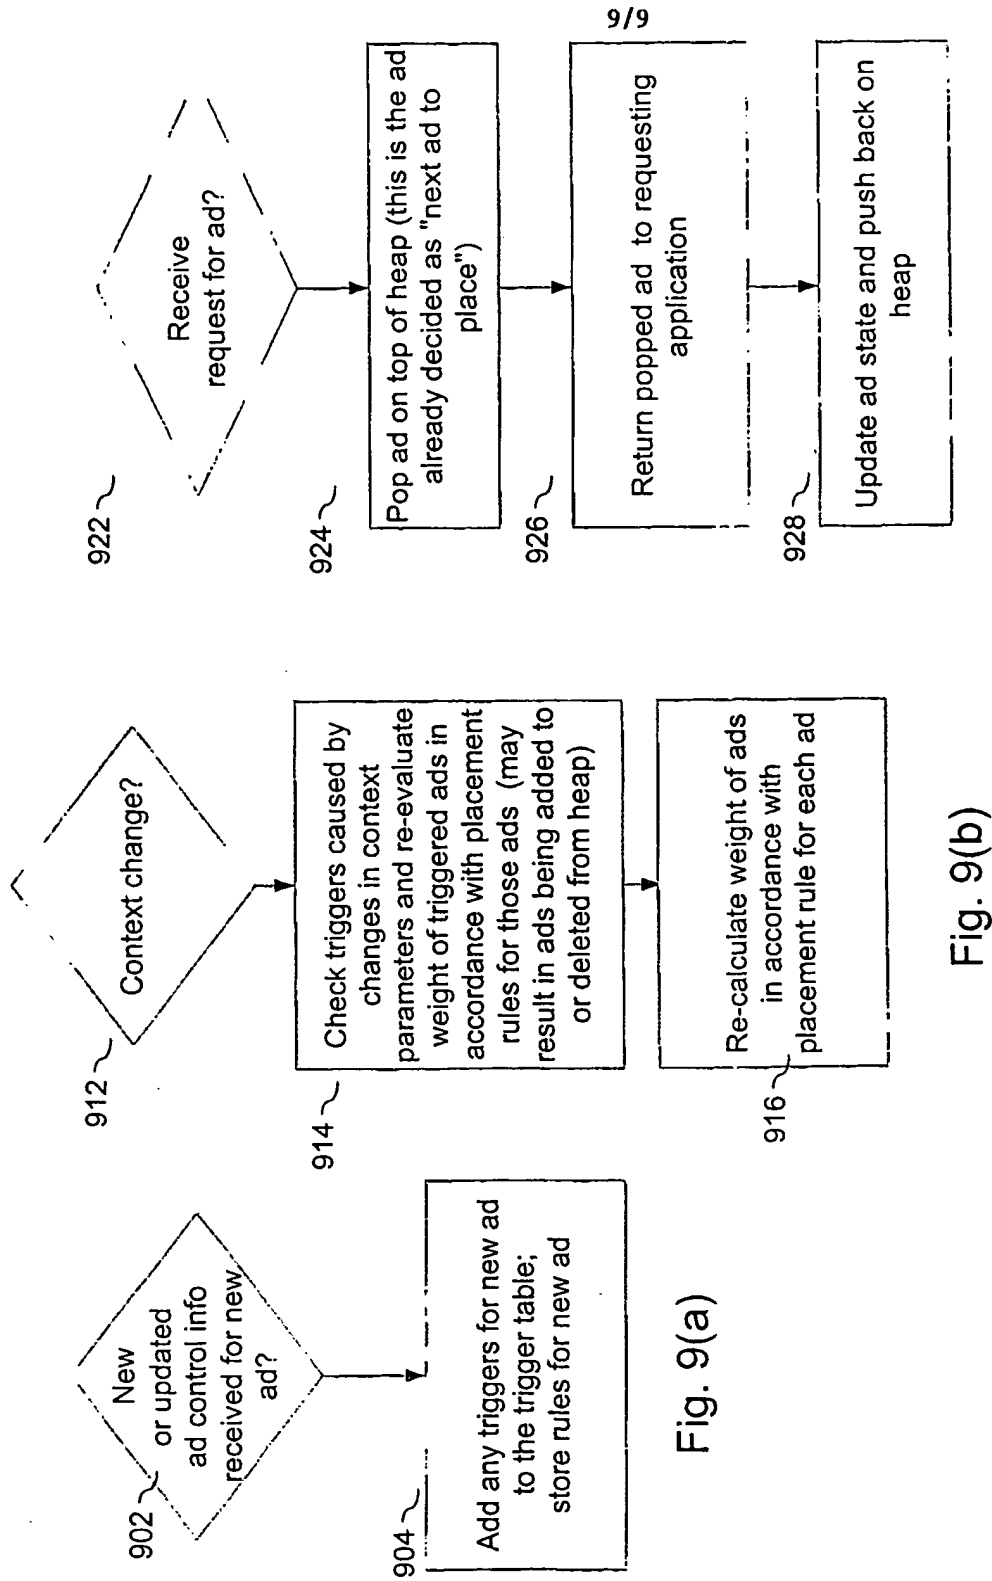 9/9
New
or updated
ad control info
received for new
ad?
902
Add any triggers for new ad
to the trigger table;
store rules for new ad
904
Fig. 9(a)
Context change?
912
Check triggers caused by
changes in context
parameters and re-evaluate
weight of triggered ads in
accordance with placement
rules for those ads (may
result in ads being added to
or deleted from heap)
914
Re-calculate weight of ads
in accordance with
placement rule for each ad
916
Fig. 9(b)
Receive
request for ad?
922
Pop ad on top of heap (this is the ad
already decided as "next ad to
place")
924
Return popped ad to requesting
application
926
Update ad state and push back on
heap
928